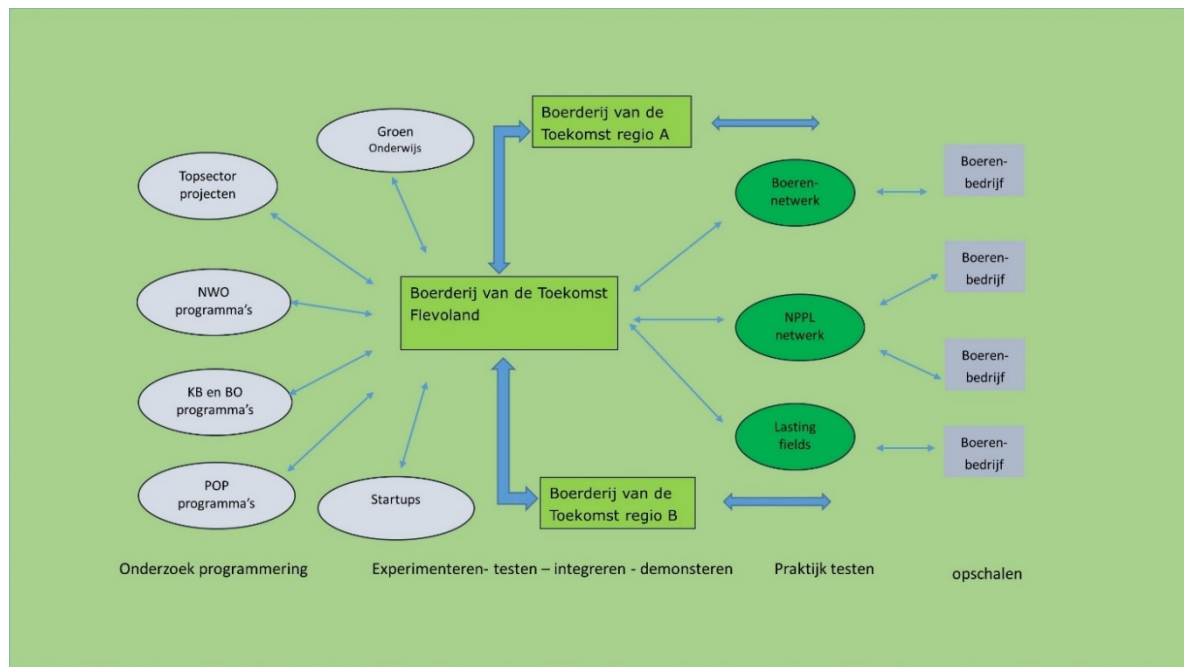 Groen
Onderwijs
Topsector
projecten
NWO
programma's
KB en BO
programma's
POP
programma's
Startups
Boerderij van de
Toekomst regio A
Boerderij van de Toekomst
Flevoland
Boerderij van de
Toekomst regio B
Boeren-
netwerk
NPPL
netwerk
Lasting
fields
Boeren-
bedrijf
Boeren-
bedrijf
Boeren-
bedrijf
Boeren-
bedrijf
Onderzoek programmering
Experimenteren- testen – integreren - demonsteren
Praktijk testen
opschalen